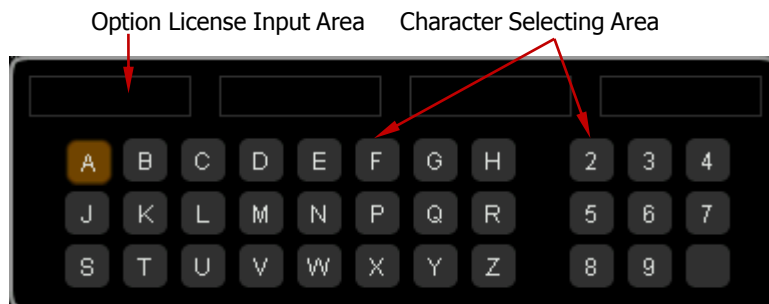 Option License Input Area Character Selecting Area
A B C D E F G H 2 3 4
J K L M N P Q R 5 6 7
S T U V W X Y Z 8 9